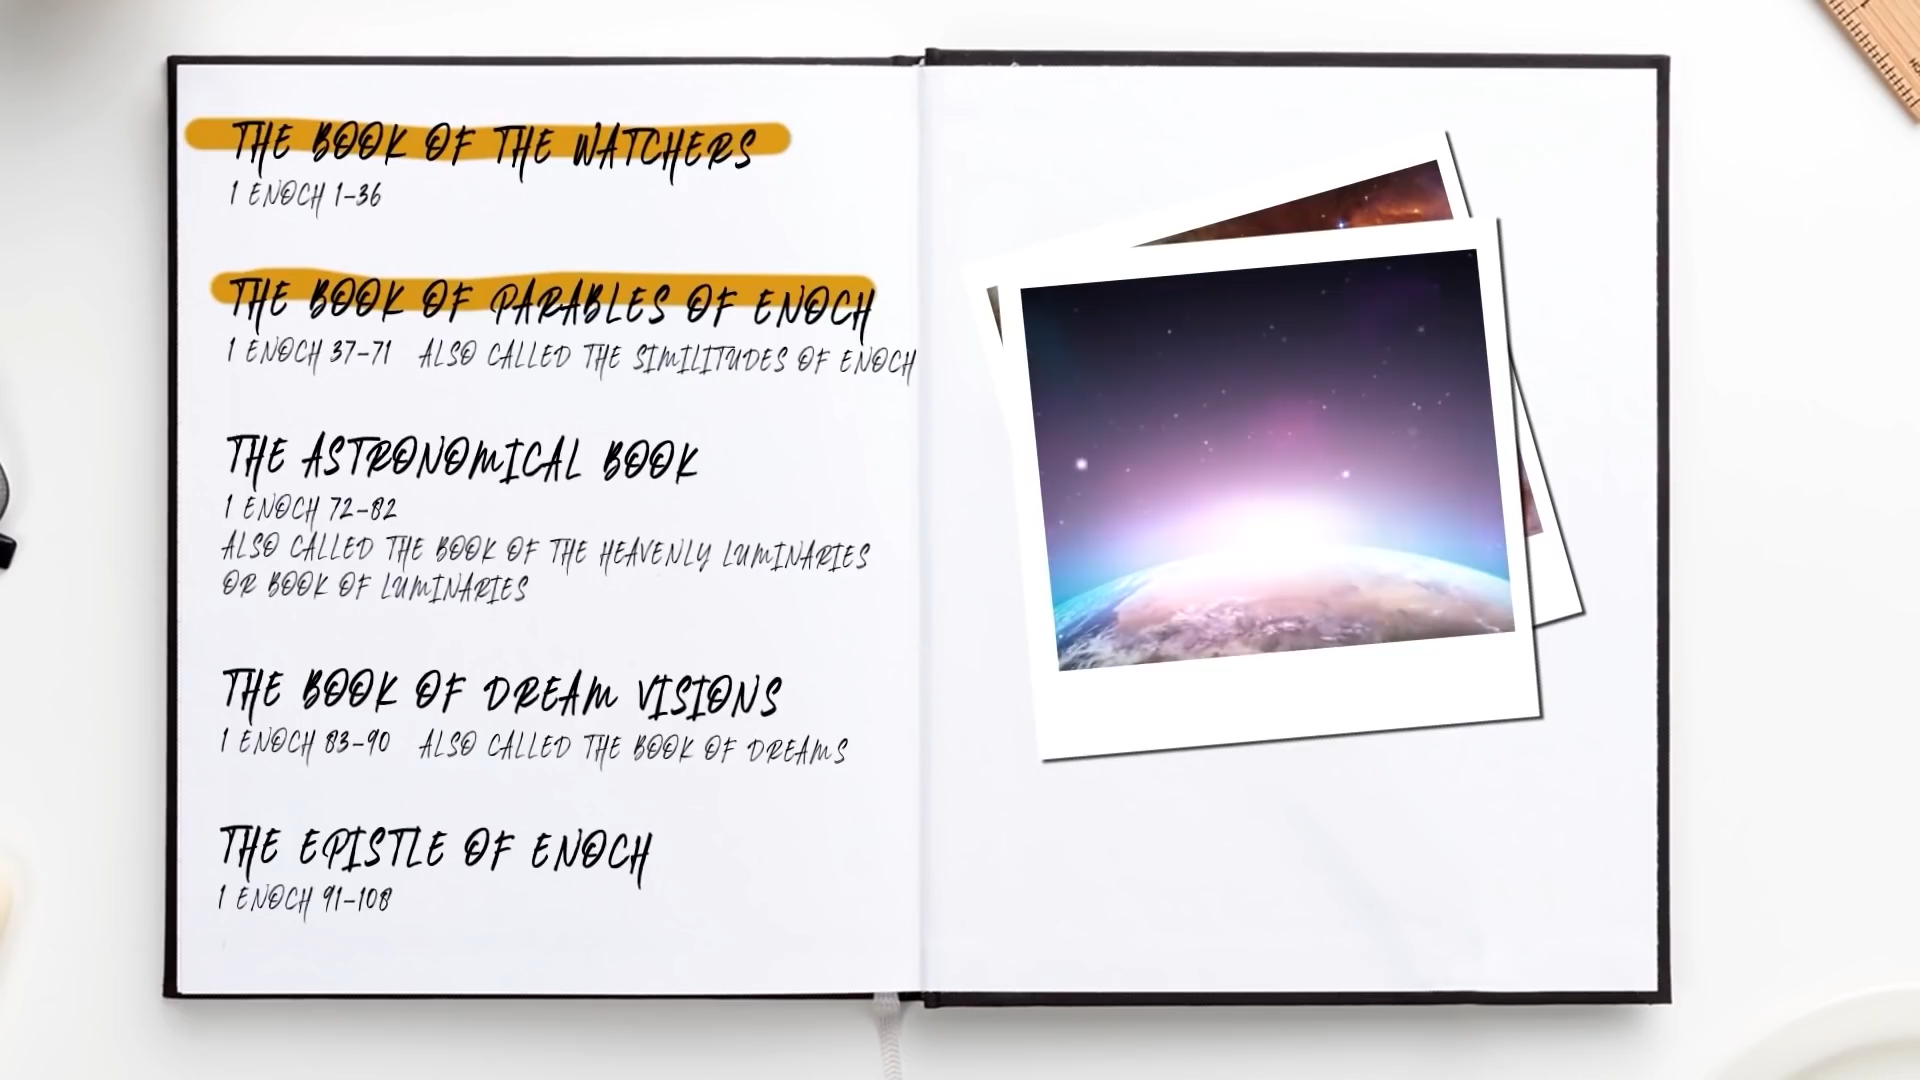 THE BOOK OF THE WATCHERS
1 ENOCH 1-36
THE BOOK OF PARABLES OF ENOCH
1 ENOCH 37-71 ALSO CALLED THE SIMILITUDES OF ENOCH
THE ASTRONOMICAL BOOK
1 ENOCH 72-82
ALSO CALLED THE BOOK OF THE HEAVENLY LUMINARIES
OR BOOK OF LUMINARIES
THE BOOK OF DREAM VISIONS
1 ENOCH 83-90 ALSO CALLED THE BOOK OF DREAMS
THE EPISTLE OF ENOCH
1 ENOCH 91-108